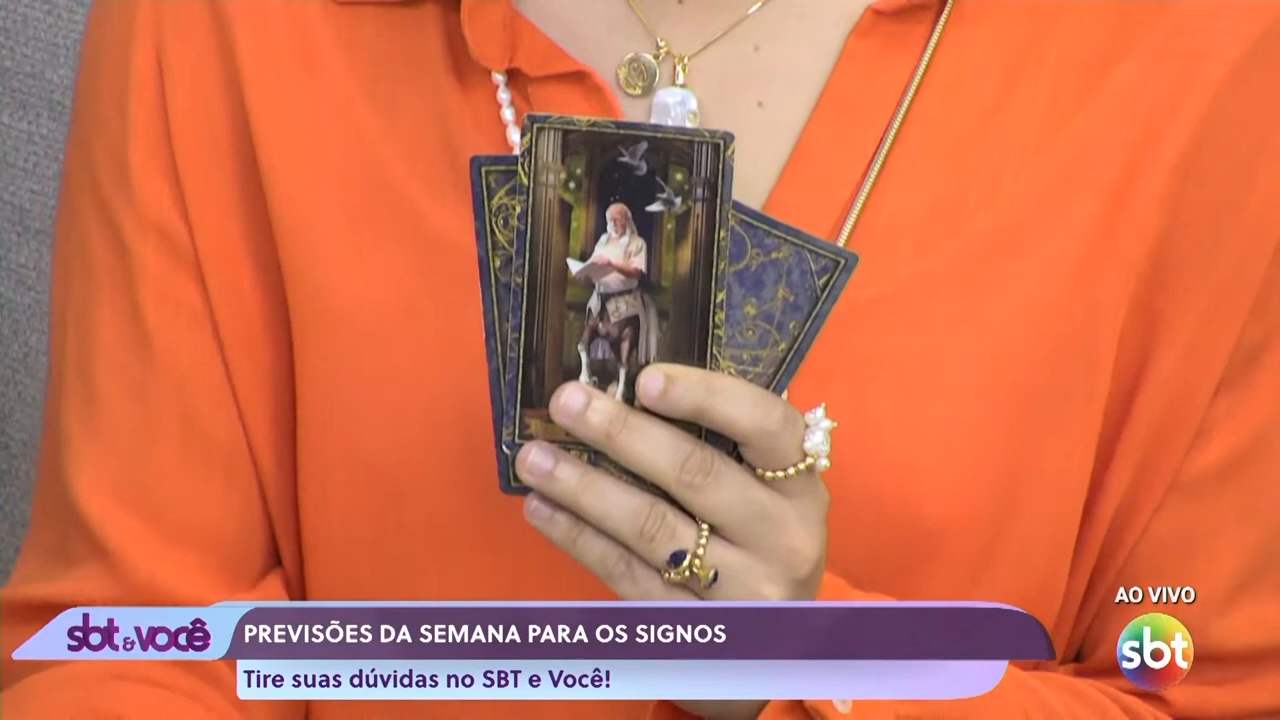 AO VIVO
sbt
sbt&você
PREVISÕES DA SEMANA PARA OS SIGNOS
Tire suas dúvidas no SBT e Você!